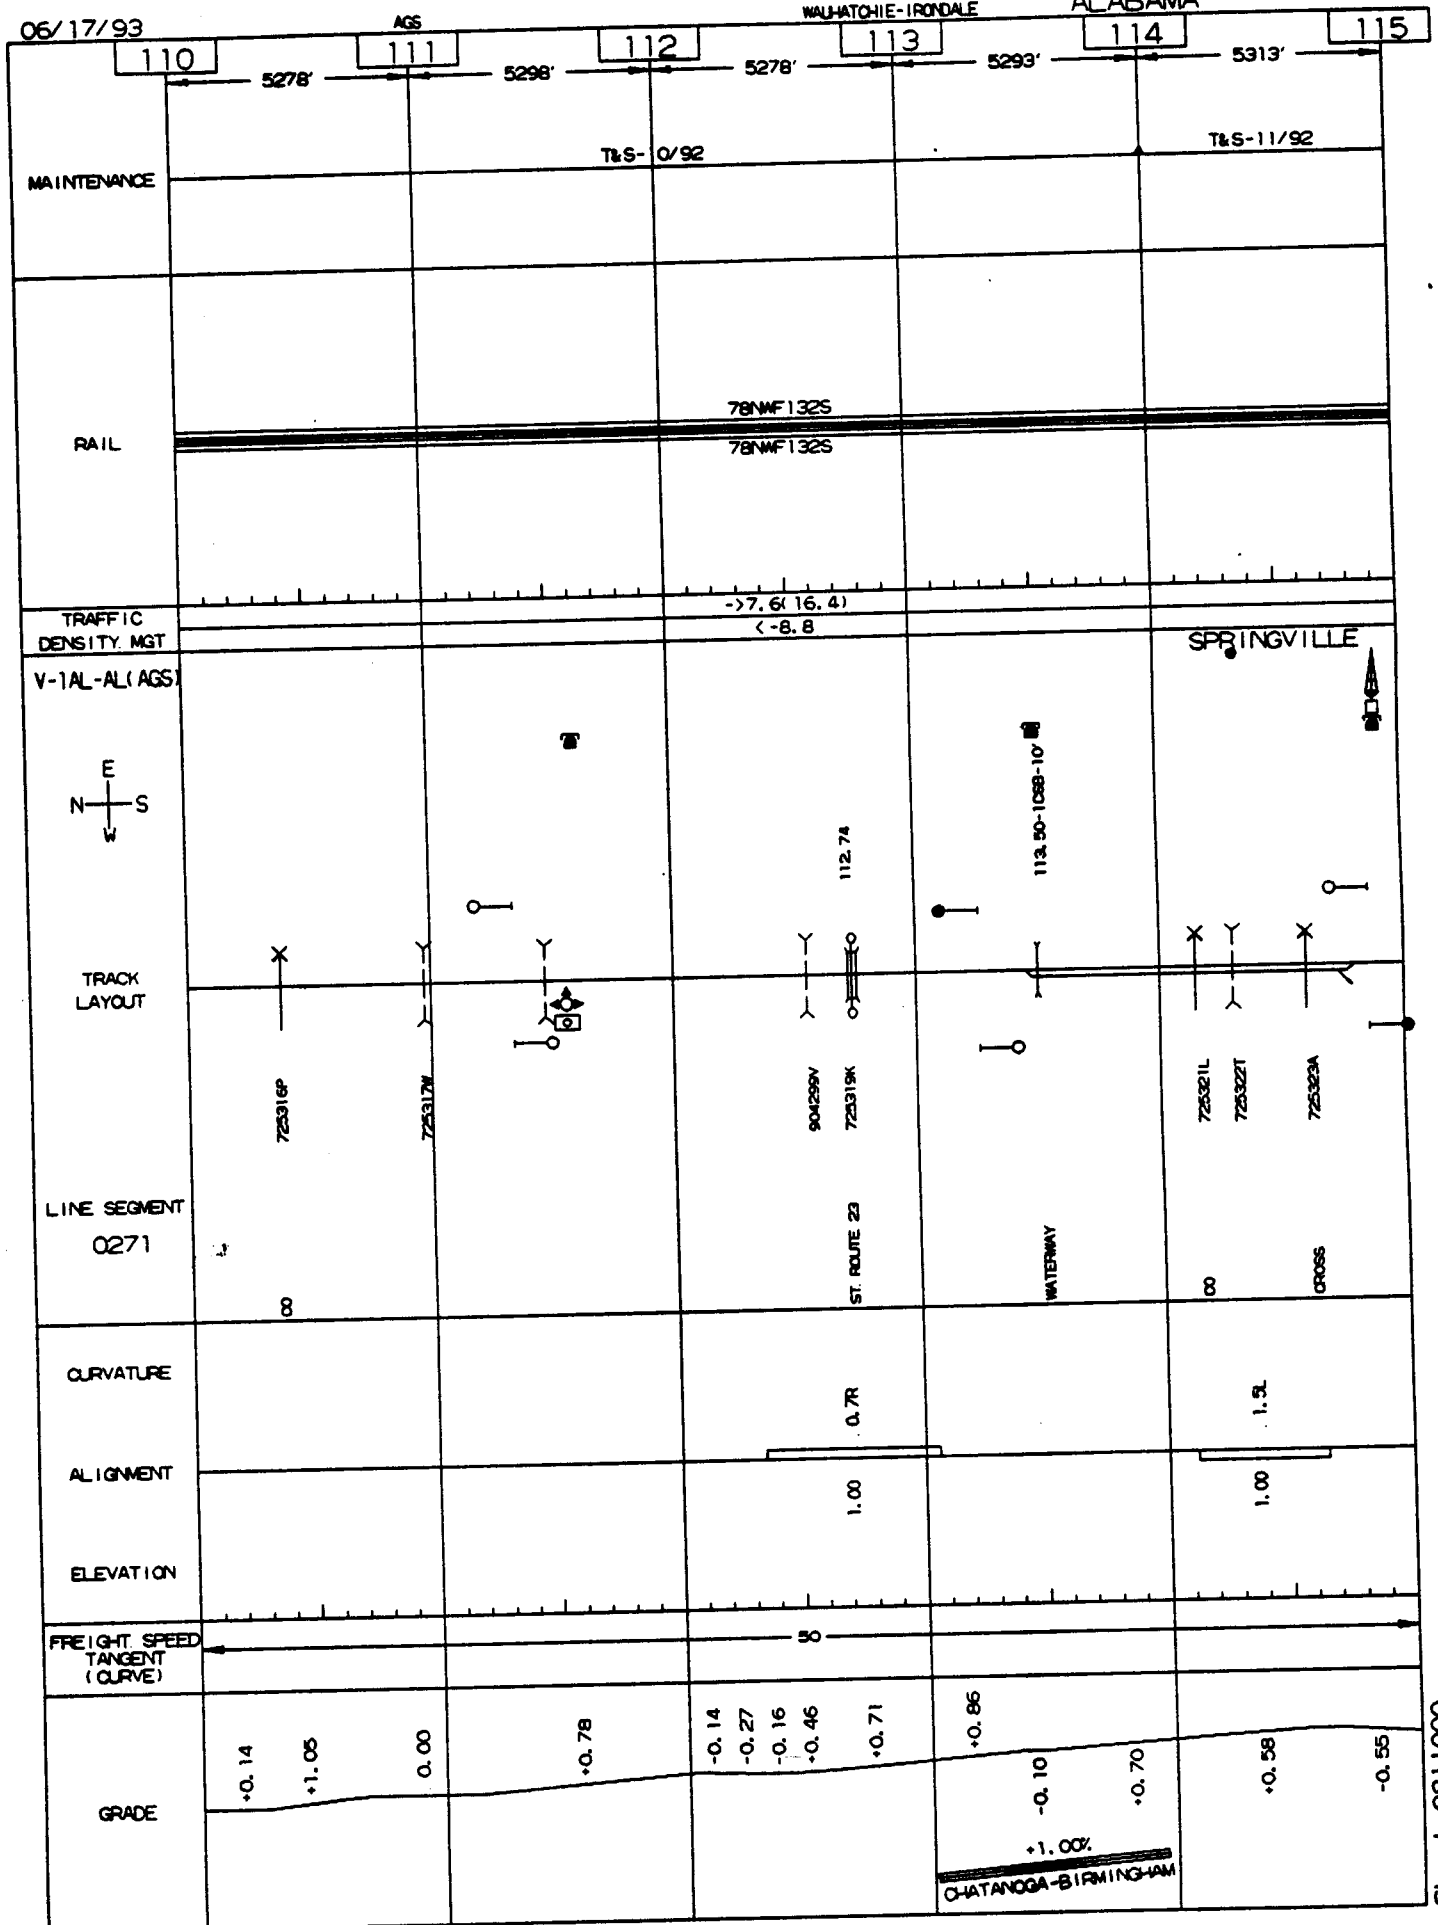 06/17/93
AGS
WAUHATCHIE-IRONDALE
ALABAMA
110 111 112 113 114 115
5278' 5298' 5278' 5293' 5313'
MAINTENANCE
T&S-10/92
T&S-11/92
RAIL
78NWF132S
78NWF132S
TRAFFIC
DENSITY. MGT
->7.6(16.4)
<-8.8
V-1AL-AL(AGS)
SPRINGVILLE
E
N S
W
112.74
113.50-1CBB-10'
TRACK
LAYOUT
725316P
725317W
904299V
725319K
725321L
725322T
725323A
LINE SEGMENT
0271
CO
ST. ROUTE 23
WATERWAY
CO
CROSS
CURVATURE
0.7R
1.5L
ALIGNMENT
1.00
1.00
ELEVATION
FREIGHT. SPEED
TANGENT
(CURVE)
50
GRADE
+0.14
+1.05
0.00
+0.78
-0.14
-0.27
-0.16
+0.46
+0.71
+0.86
-0.10
+0.70
+0.58
-0.55
+1.00%
CHATANOGA-BIRMINGHAM